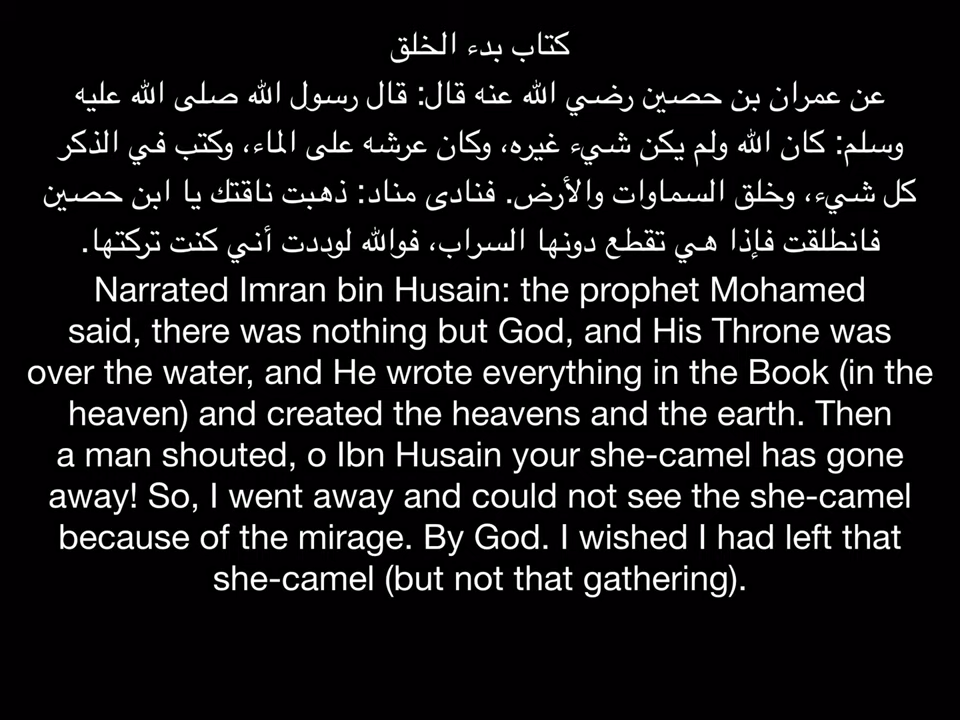 كتاب بدء الخلق
عن عمران بن حصين رضي الله عنه قال: قال رسول الله صلى الله عليه
وسلم: كان الله ولم يكن شيء غيره، وكان عرشه على الماء، وكتب في الذكر
كل شيء، وخلق السماوات والأرض. فنادى مناد: ذهبت ناقتك يا ابن حصين
فانطلقت فإذا هي تقطع دونها السراب، فوالله لوددت أني كنت تركتها.
Narrated Imran bin Husain: the prophet Mohamed
said, there was nothing but God, and His Throne was
over the water, and He wrote everything in the Book (in the
heaven) and created the heavens and the earth. Then
a man shouted, o Ibn Husain your she-camel has gone
away! So, I went away and could not see the she-camel
because of the mirage. By God. I wished I had left that
she-camel (but not that gathering).